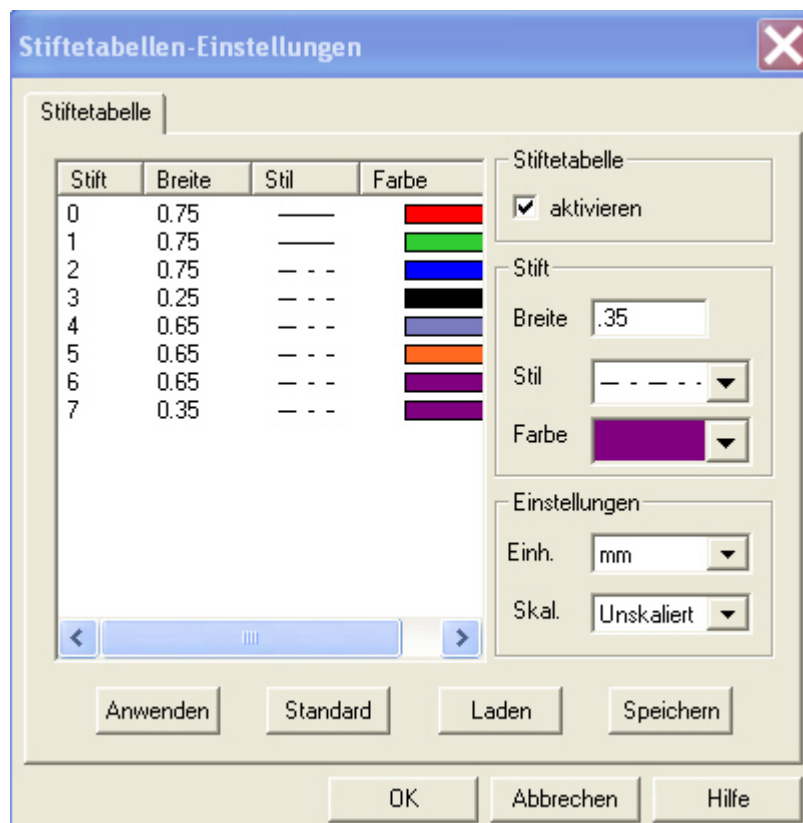 Stiftetabellen-Einstellungen
Stiftetabelle
Stift Breite Stil Farbe
0 0.75
1 0.75
2 0.75
3 0.25
4 0.65
5 0.65
6 0.65
7 0.35
Stiftetabelle
aktivieren
Stift
Breite .35
Stil
Farbe
Einstellungen
Einh. mm
Skal. Unskaliert
Anwenden Standard Laden Speichern
OK Abbrechen Hilfe